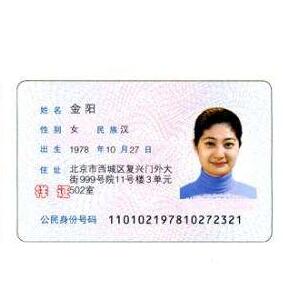 姓 名 金阳
性 别 女 民 族 汉
出 生 1978 年 10 月 27 日
住 址 北京市西城区复兴门外大
街999号院11号楼3单元
502室
样 证
公民身份号码 110102197810272321